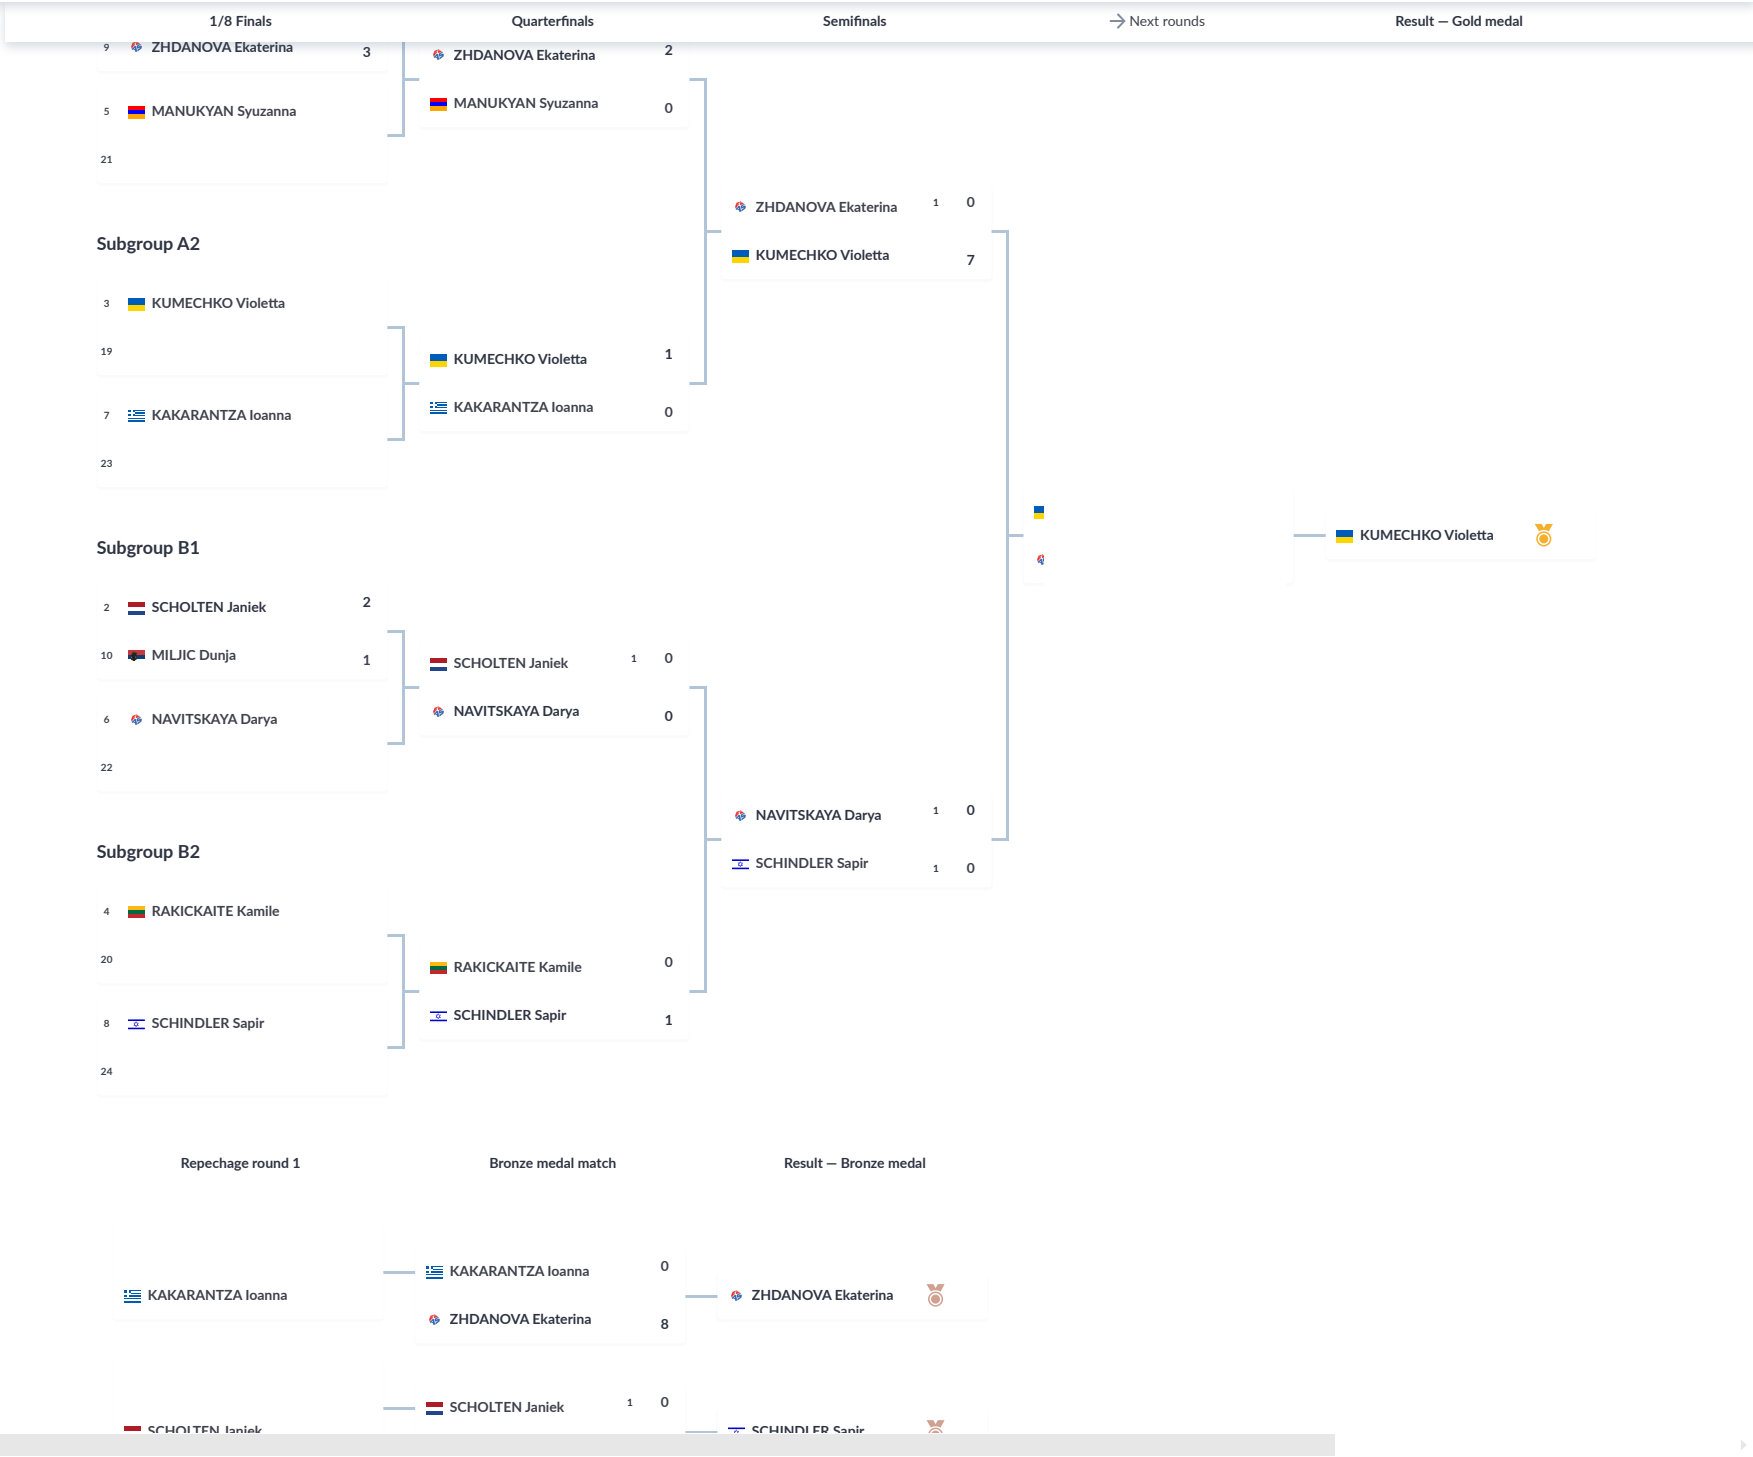 1/8 Finals Quarterfinals Semifinals Next rounds Result — Gold medal
9 ZHDANOVA Ekaterina 3
5 MANUKYAN Syuzanna
21
ZHDANOVA Ekaterina 2
MANUKYAN Syuzanna 0
ZHDANOVA Ekaterina 1 0
KUMECHKO Violetta 7
Subgroup A2
3 KUMECHKO Violetta
19
7 KAKARANTZA Ioanna
23
KUMECHKO Violetta 1
KAKARANTZA Ioanna 0
KUMECHKO Violetta
Subgroup B1
2 SCHOLTEN Janiek 2
10 MILJIC Dunja 1
6 NAVITSKAYA Darya
22
SCHOLTEN Janiek 1 0
NAVITSKAYA Darya 0
NAVITSKAYA Darya 1 0
SCHINDLER Sapir 1 0
Subgroup B2
4 RAKICKAITE Kamile
20
8 SCHINDLER Sapir
24
RAKICKAITE Kamile 0
SCHINDLER Sapir 1
Repechage round 1 Bronze medal match Result — Bronze medal
KAKARANTZA Ioanna
KAKARANTZA Ioanna 0
ZHDANOVA Ekaterina 8
ZHDANOVA Ekaterina
SCHOLTEN Janiek
SCHOLTEN Janiek 1 0
SCHINDLER Sapir